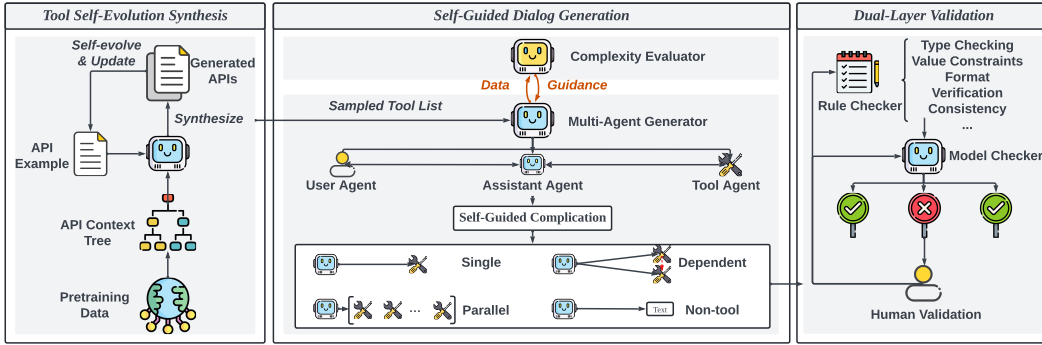 Tool Self-Evolution Synthesis
Self-evolve
& Update
Generated
APIs
Synthesize
API
Example
API Context
Tree
Pretraining
Data
Self-Guided Dialog Generation
Complexity Evaluator
Data
Guidance
Sampled Tool List
Multi-Agent Generator
User Agent
Assistant Agent
Tool Agent
Self-Guided Complication
Single
Dependent
Parallel
...
Text
Non-tool
Dual-Layer Validation
Rule Checker
Type Checking
Value Constraints
Format
Verification
Consistency
...
Model Checker
Human Validation